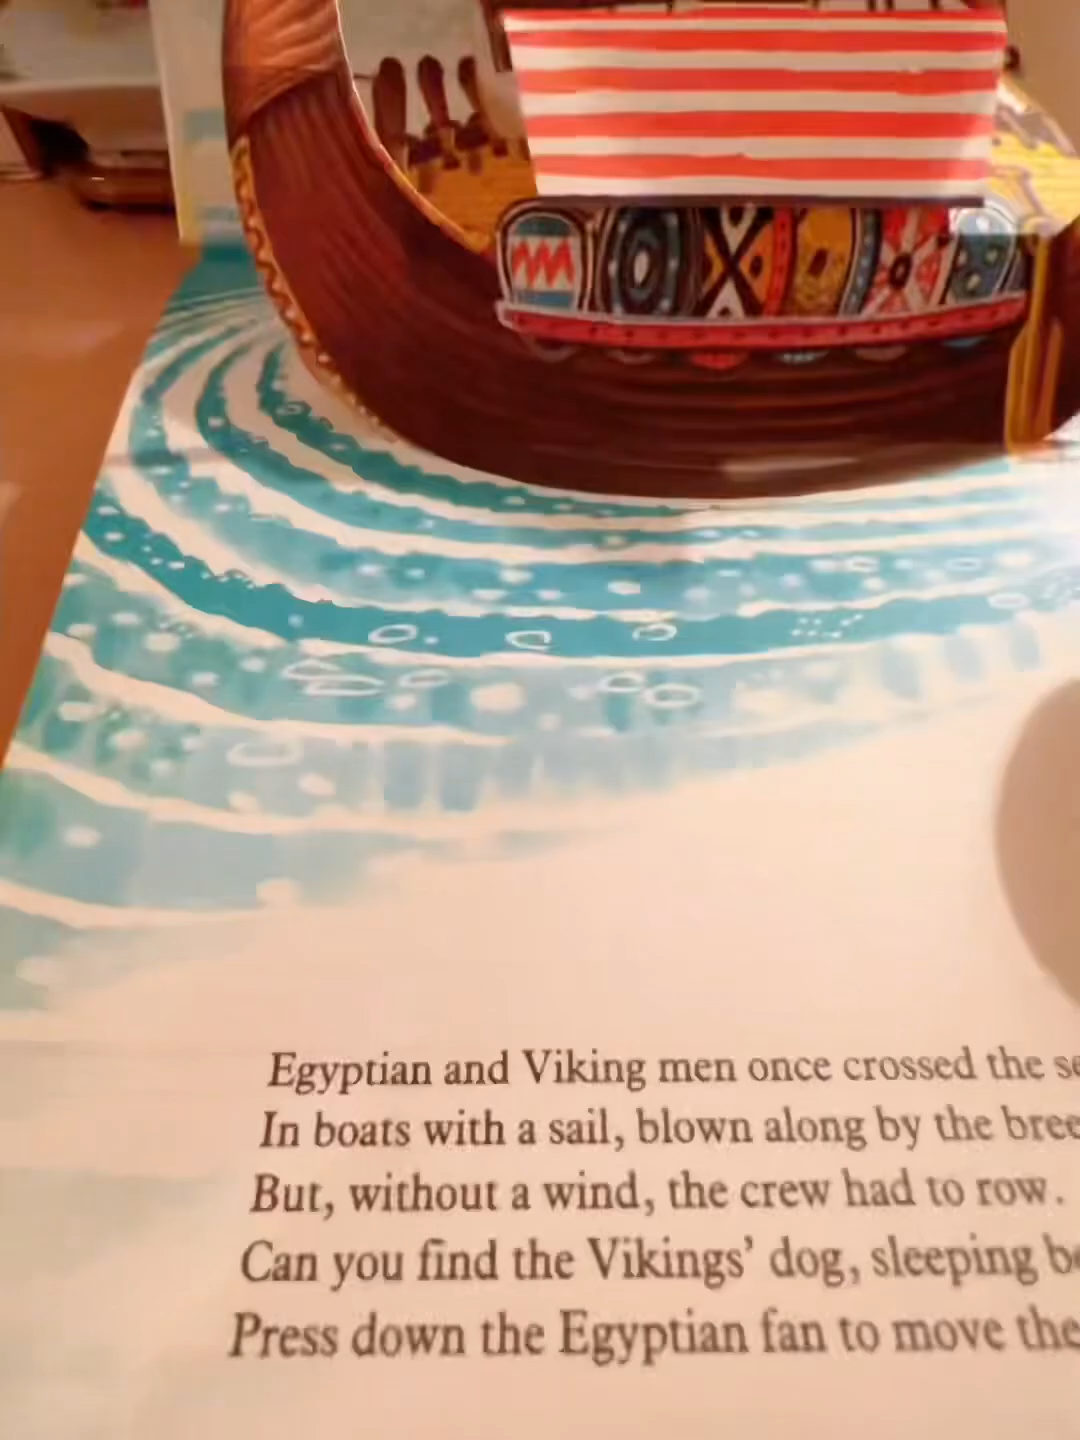 Egyptian and Viking men once crossed the
In boats with a sail, blown along by the
But, without a wind, the crew had to row.
Can you find the Vikings’ dog, sleeping
Press down the Egyptian fan to move the